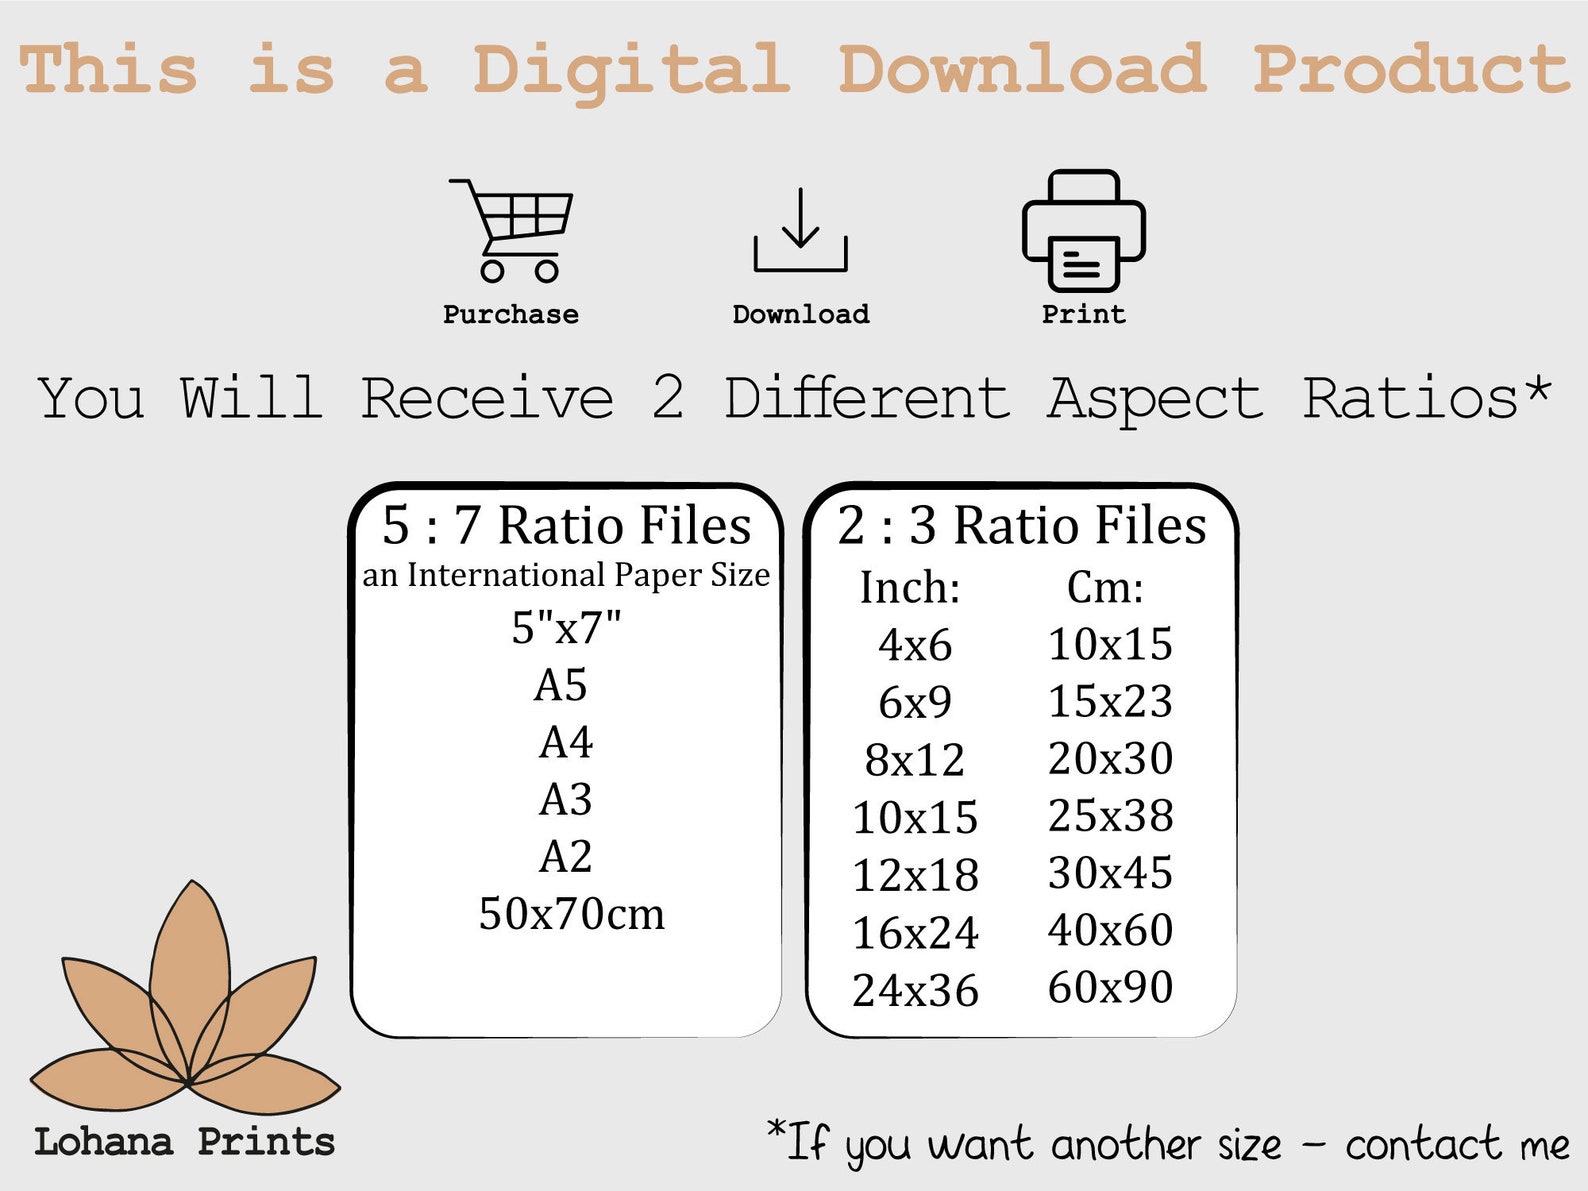 This is a Digital Download Product
Purchase Download Print
You Will Receive 2 Different Aspect Ratios*
5 : 7 Ratio Files
an International Paper Size
5"x7"
A5
A4
A3
A2
50x70cm
2 : 3 Ratio Files
Inch: Cm:
4x6 10x15
6x9 15x23
8x12 20x30
10x15 25x38
12x18 30x45
16x24 40x60
24x36 60x90
Lohana Prints
*If you want another size - contact me